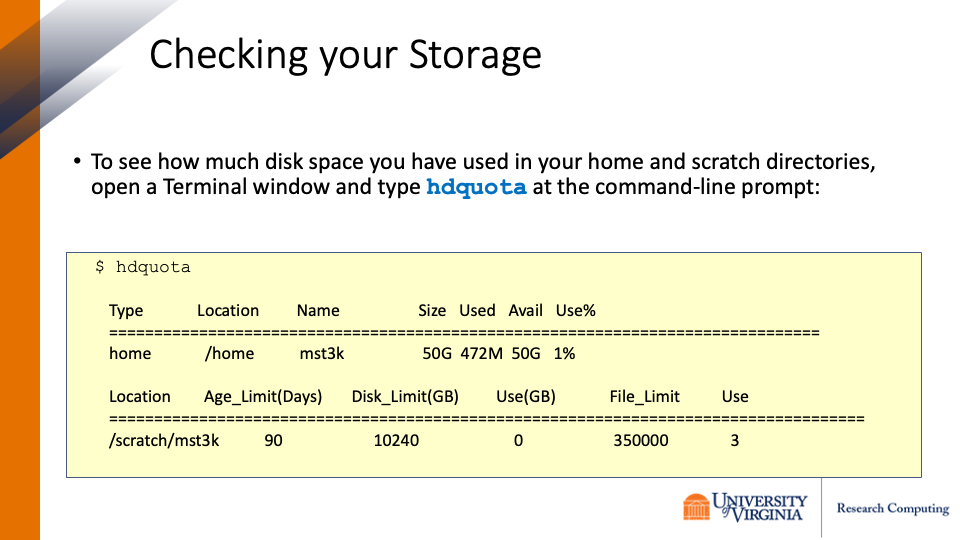 Checking your Storage
• To see how much disk space you have used in your home and scratch directories,
open a Terminal window and type hdquota at the command-line prompt:
$ hdquota
Type Location Name Size Used Avail Use%
===============================================================================
home /home mst3k 50G 472M 50G 1%
Location Age_Limit(Days) Disk_Limit(GB) Use(GB) File_Limit Use
====================================================================================
/scratch/mst3k 90 10240 0 350000 3
UNIVERSITY
of VIRGINIA
Research Computing